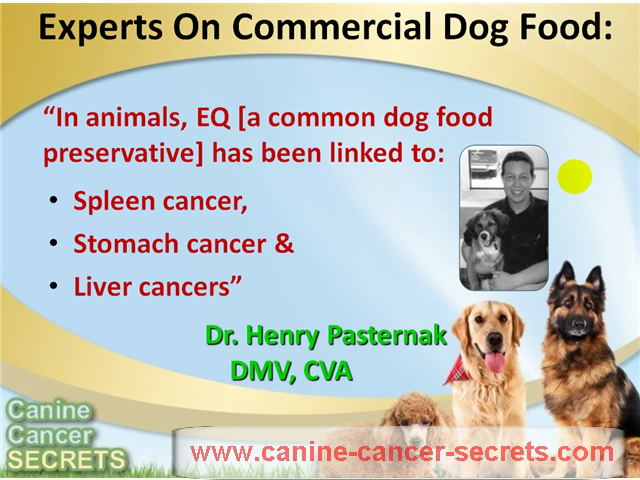 Experts On Commercial Dog Food:
“In animals, EQ [a common dog food
preservative] has been linked to:
• Spleen cancer,
• Stomach cancer &
• Liver cancers”
Dr. Henry Pasternak
DMV, CVA
Canine
Cancer
SECRETS
www.canine-cancer-secrets.com